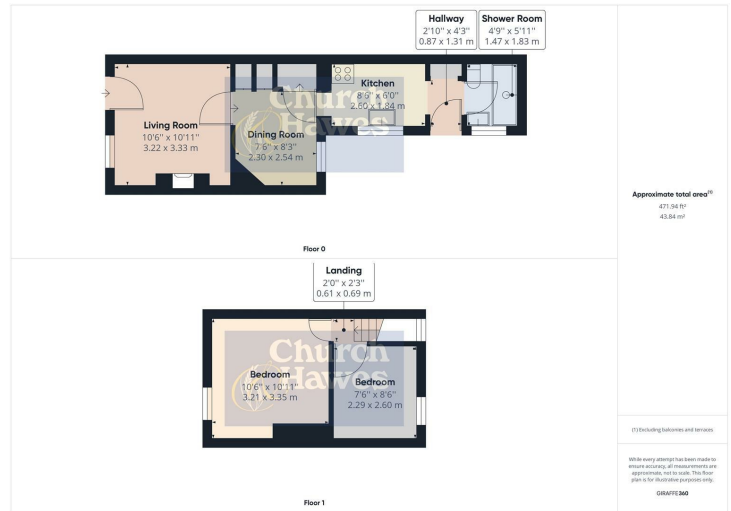 Hallway
2'10" x 4'3"
0.87 x 1.31 m
Shower Room
4'9" x 5'11"
1.47 x 1.83 m
Kitchen
8'6" x 6'0"
2.60 x 1.84 m
Living Room
10'6" x 10'11"
3.22 x 3.33 m
Dining Room
7'6" x 8'3"
2.30 x 2.54 m
Church
Hawes
Floor 0
Landing
2'0" x 2'3"
0.61 x 0.69 m
Church
Hawes
Bedroom
10'6" x 10'11"
3.21 x 3.35 m
Bedroom
7'6" x 8'6"
2.29 x 2.60 m
Floor 1
Approximate total area(1)
471.94 ft²
43.84 m²
(1) Excluding balconies and terraces
While every attempt has been made to
ensure accuracy, all measurements are
approximate, not to scale. This floor
plan is for illustrative purposes only.
GIRAFFE360